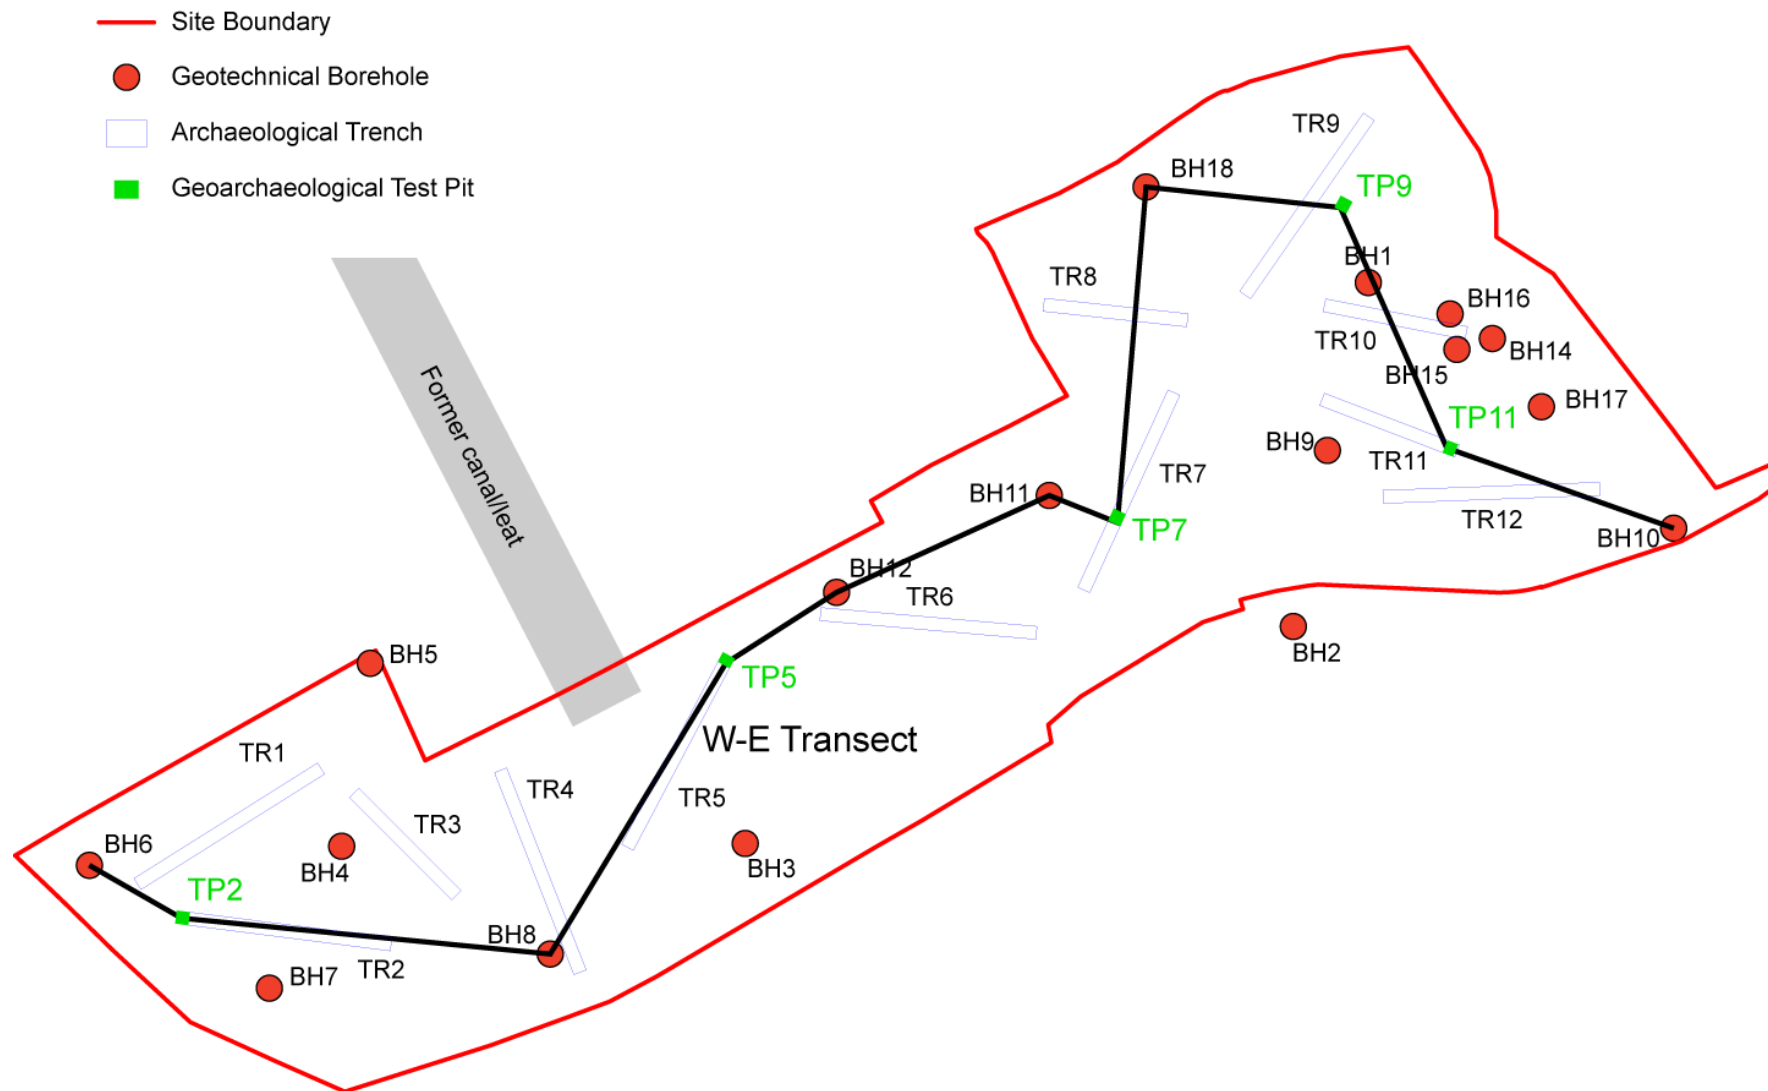 Site Boundary
Geotechnical Borehole
Archaeological Trench
Geoarchaeological Test Pit
TR9
BH18
TP9
BH1
TR8
BH16
TR10
BH14
BH15
BH17
TP11
Former canal/leat
BH9
TR11
TR7
BH11
TR12
TP7
BH10
BH12
TR6
BH2
BH5
TP5
W-E Transect
TR1
TR4
TR5
TR3
BH6
BH4
BH3
TP2
BH8
TR2
BH7